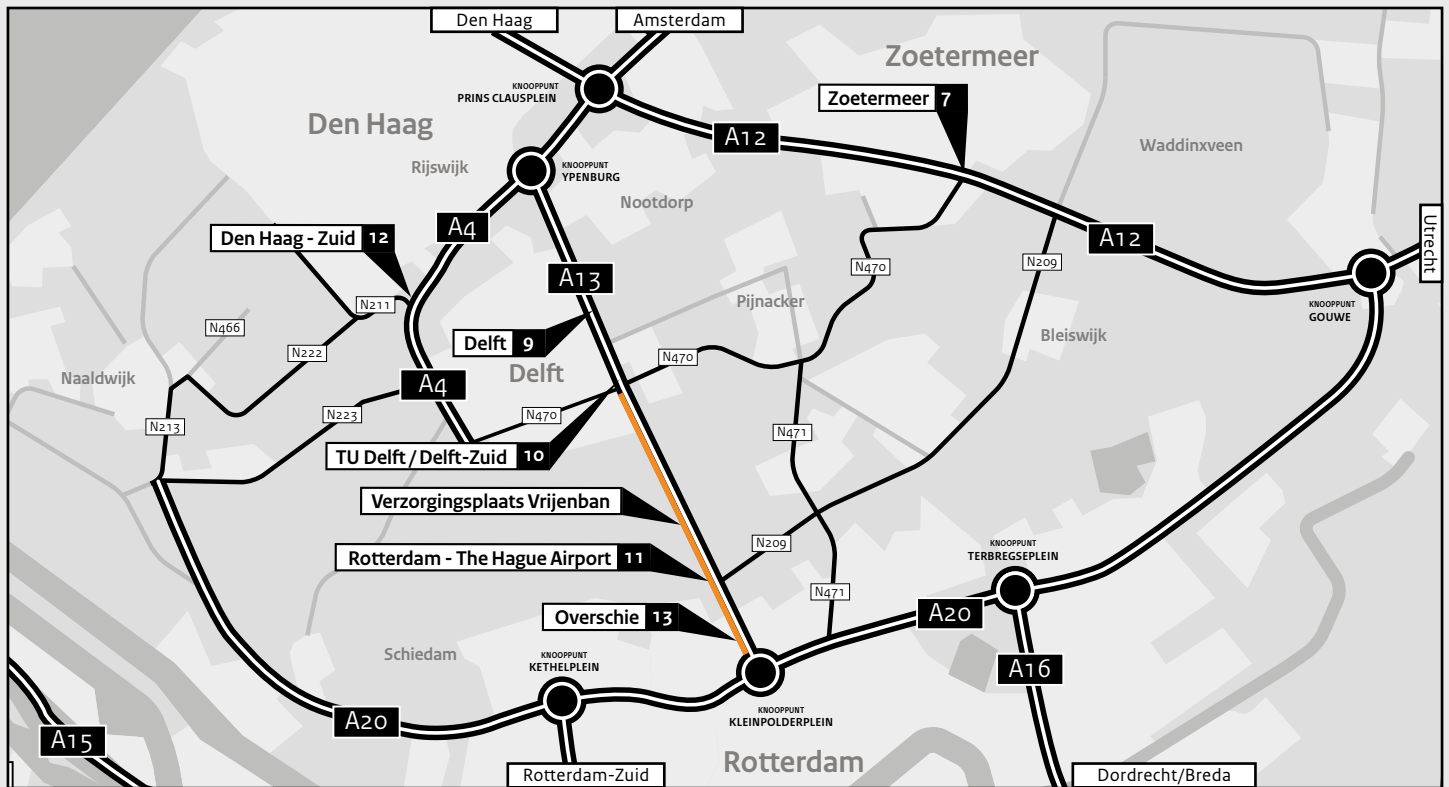 Den Haag
Amsterdam
Zoetermeer
KNOOPPUNT
PRINS CLAUSPLEIN
Zoetermeer 7
Den Haag
A12
Waddinxveen
Rijswijk
KNOOPPUNT
YPENBURG
Nootdorp
A4
Den Haag - Zuid 12
A12
Utrecht
N470
N209
A13
N211
Pijnacker
KNOOPPUNT
GOUWE
N466
Delft 9
Bleiswijk
N222
N470
Delft
Naaldwijk
A4
N223
N470
N213
N471
TU Delft / Delft-Zuid 10
Verzorgingsplaats Vrijenban
N209
Rotterdam - The Hague Airport 11
KNOOPPUNT
TERBREGSEPLEIN
N471
Overschie 13
A20
Schiedam
KNOOPPUNT
KETHELPLEIN
A16
KNOOPPUNT
KLEINPOLDERPLEIN
A20
A15
Rotterdam
Rotterdam-Zuid
Dordrecht/Breda